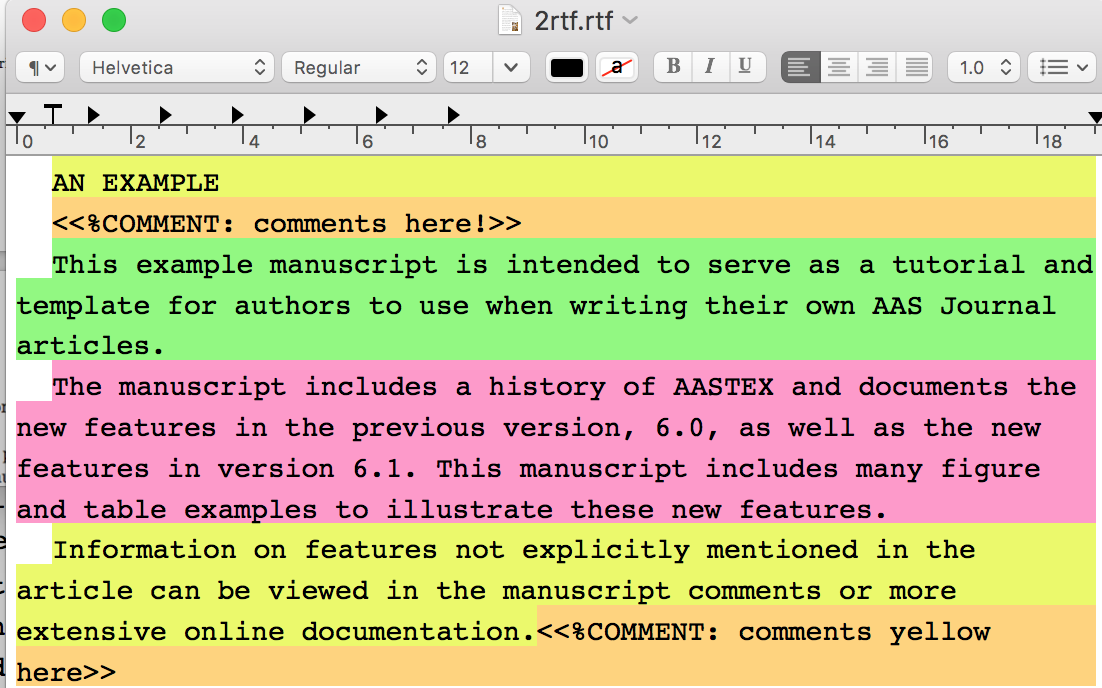 2rtf.rtf
¶ Helvetica Regular 12 a B I U 1.0
0 2 4 6 8 10 12 14 16 18
AN EXAMPLE
<<%COMMENT: comments here!>>
This example manuscript is intended to serve as a tutorial and
template for authors to use when writing their own AAS Journal
articles.
The manuscript includes a history of AASTEX and documents the
new features in the previous version, 6.0, as well as the new
features in version 6.1. This manuscript includes many figure
and table examples to illustrate these new features.
Information on features not explicitly mentioned in the
article can be viewed in the manuscript comments or more
extensive online documentation.<<%COMMENT: comments yellow
here>>